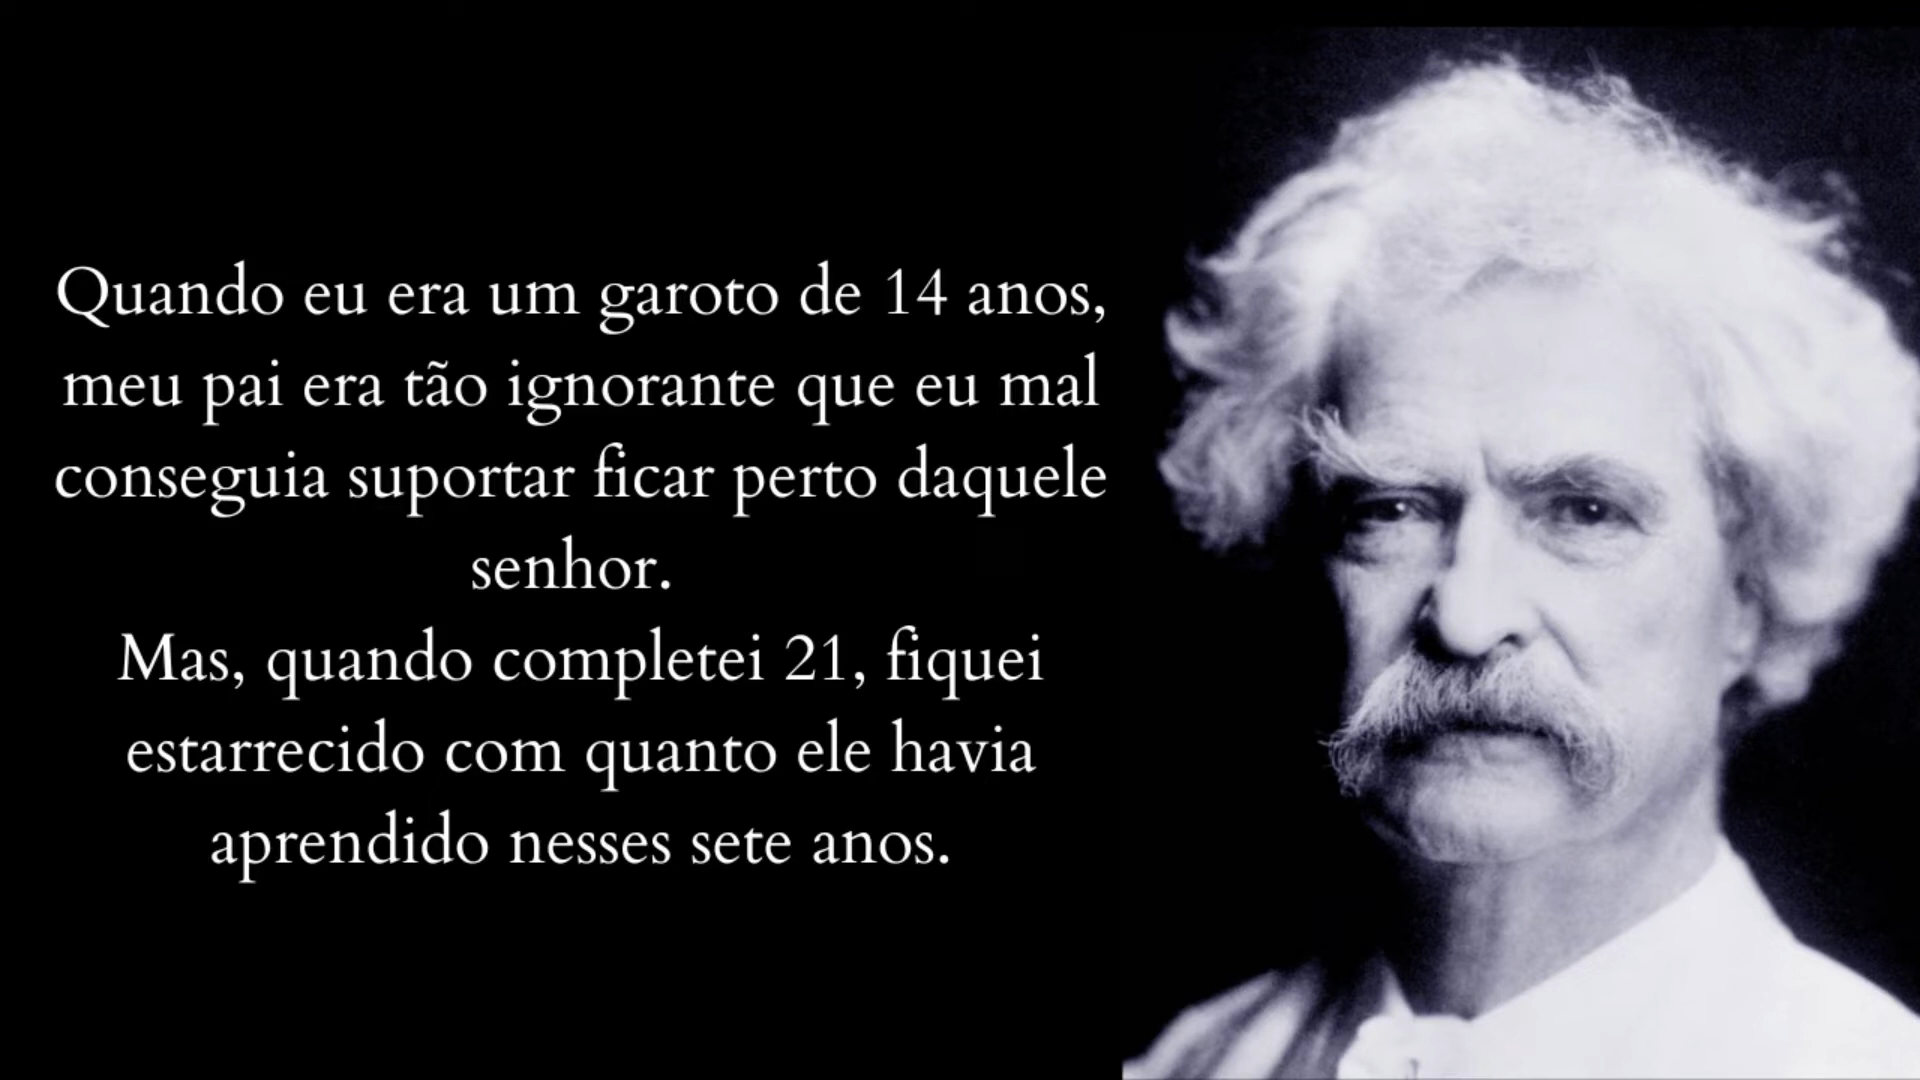 Quando eu era um garoto de 14 anos,
meu pai era tão ignorante que eu mal
conseguia suportar ficar perto daquele
senhor.
Mas, quando completei 21, fiquei
estarrecido com quanto ele havia
aprendido nesses sete anos.